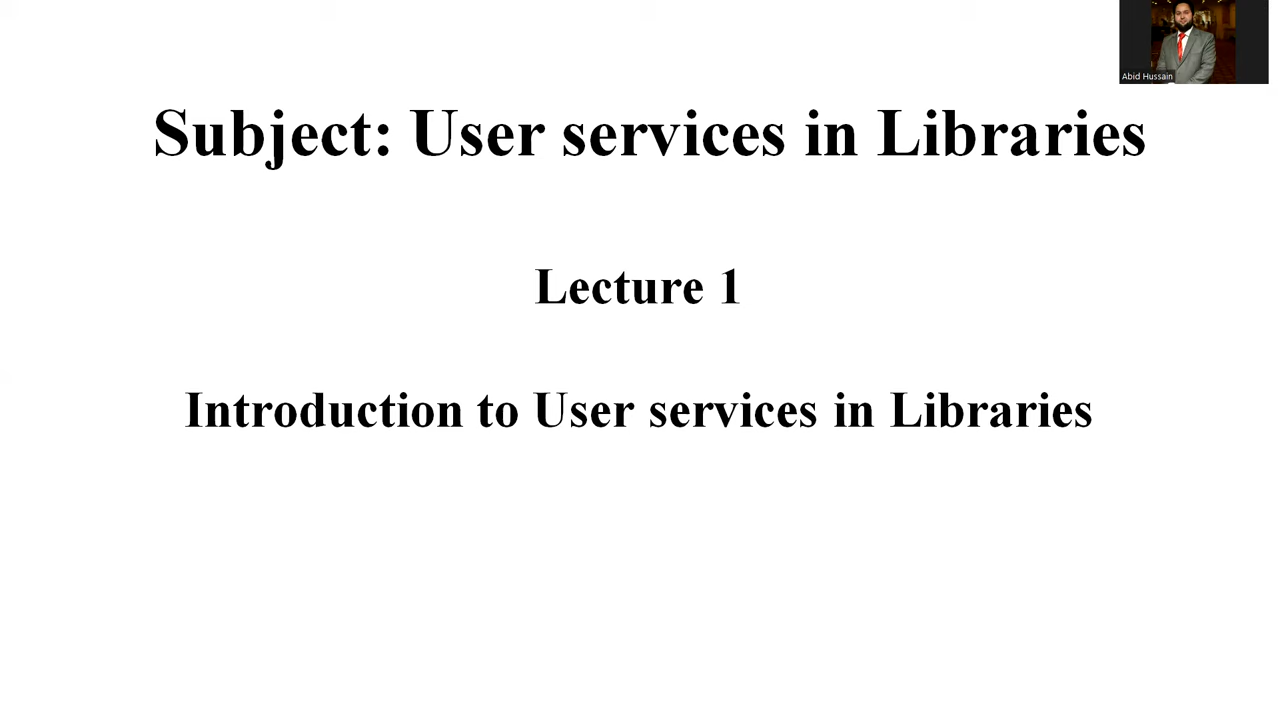 Abid Hussain
Subject: User services in Libraries
Lecture 1
Introduction to User services in Libraries